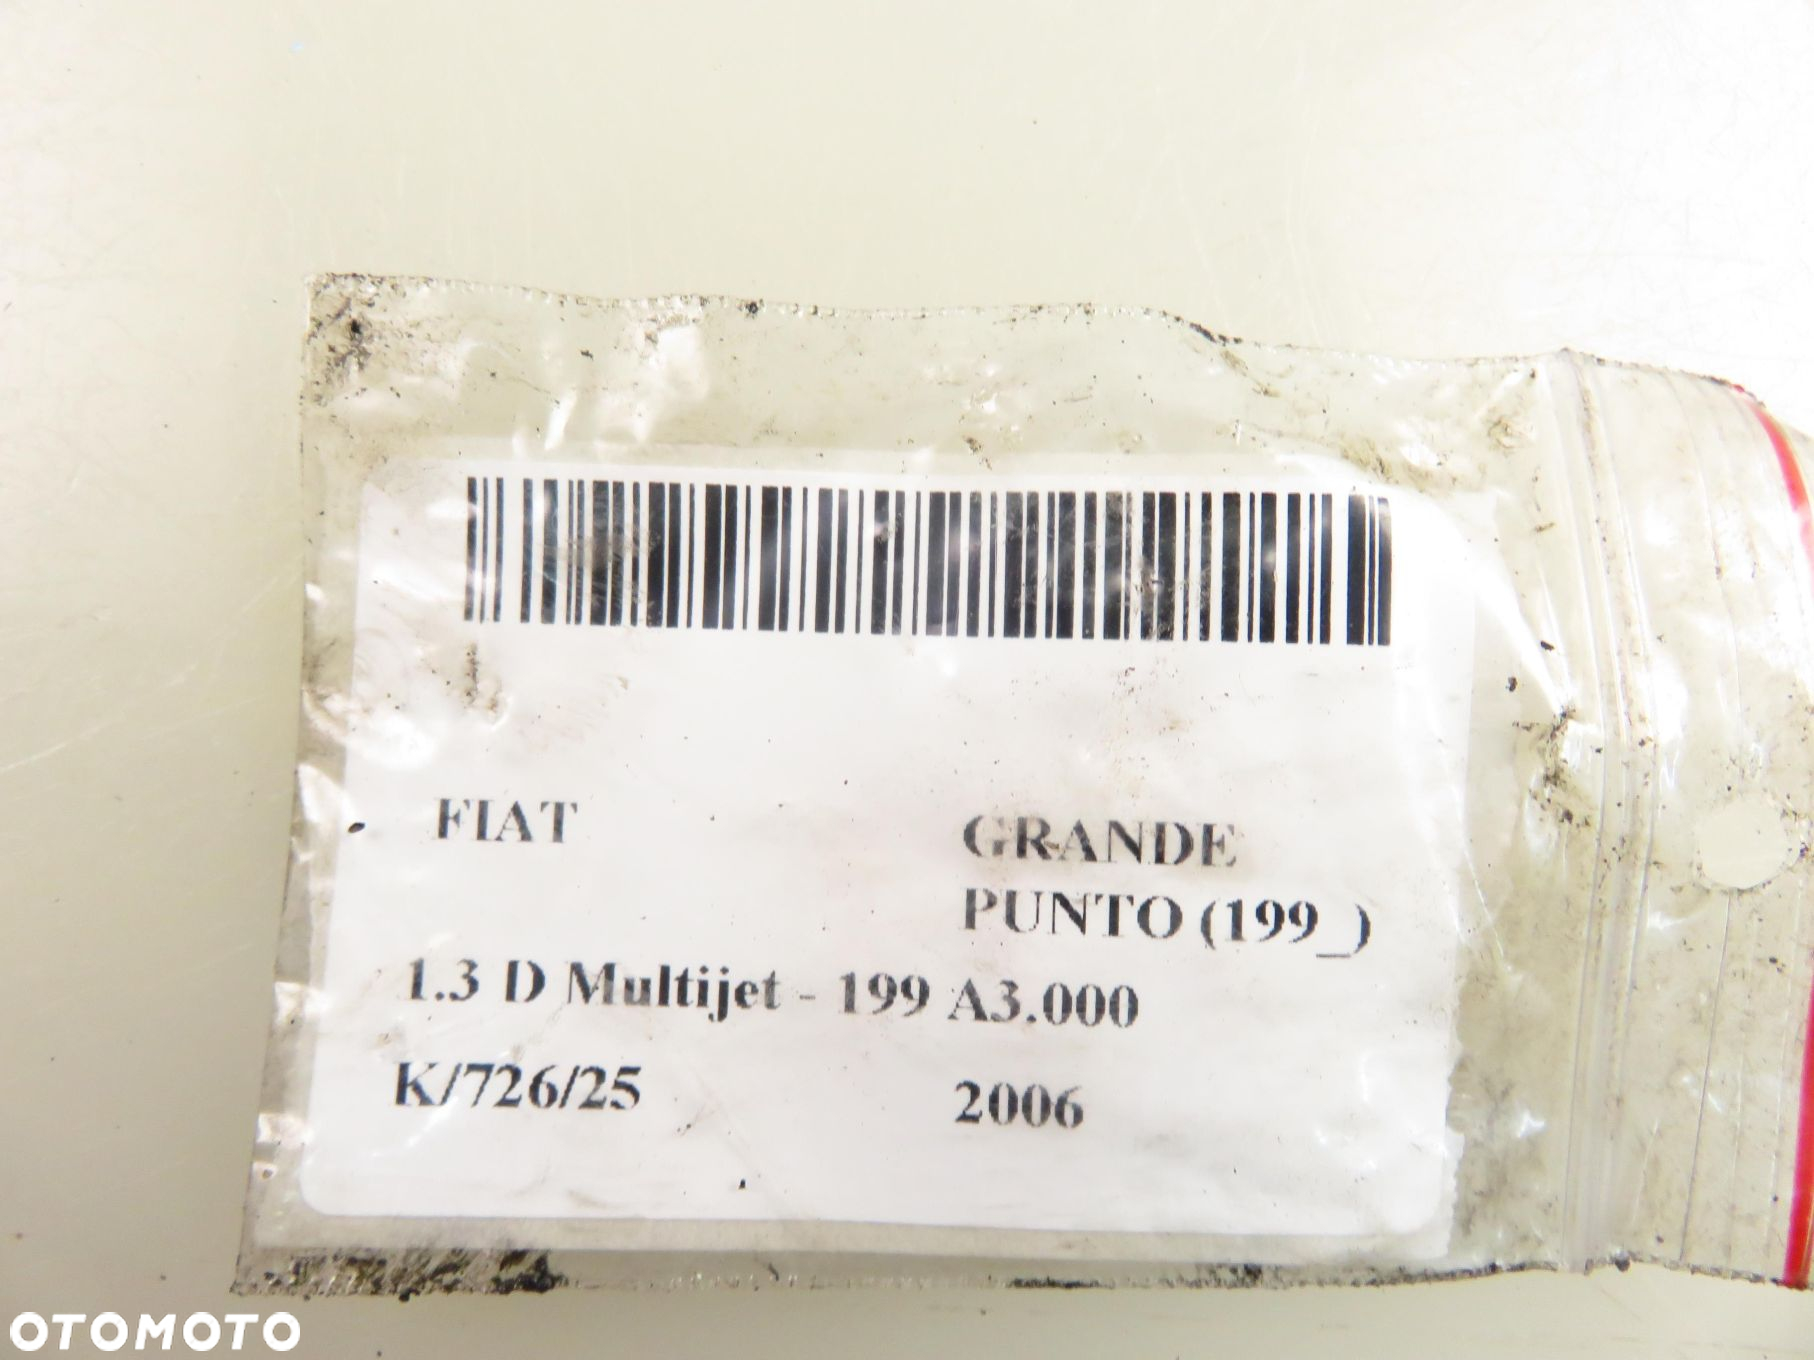 FIAT GRANDE
PUNTO (199_)
1.3 D Multijet - 199 A3.000
K/726/25 2006
OTOMOTO